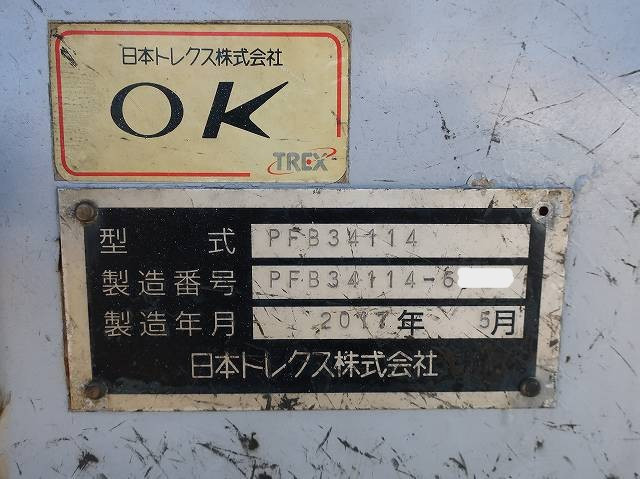 日本トレクス株式会社
OK
TREX
型式 PFB34114
製造番号 PFB34114-6
製造年月 2017年 5月
日本トレクス株式会社